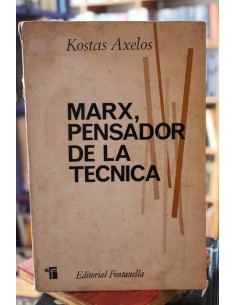 Kostas Axelos
MARX,
PENSADOR
DE LA
TECNICA
Editorial Fontanella